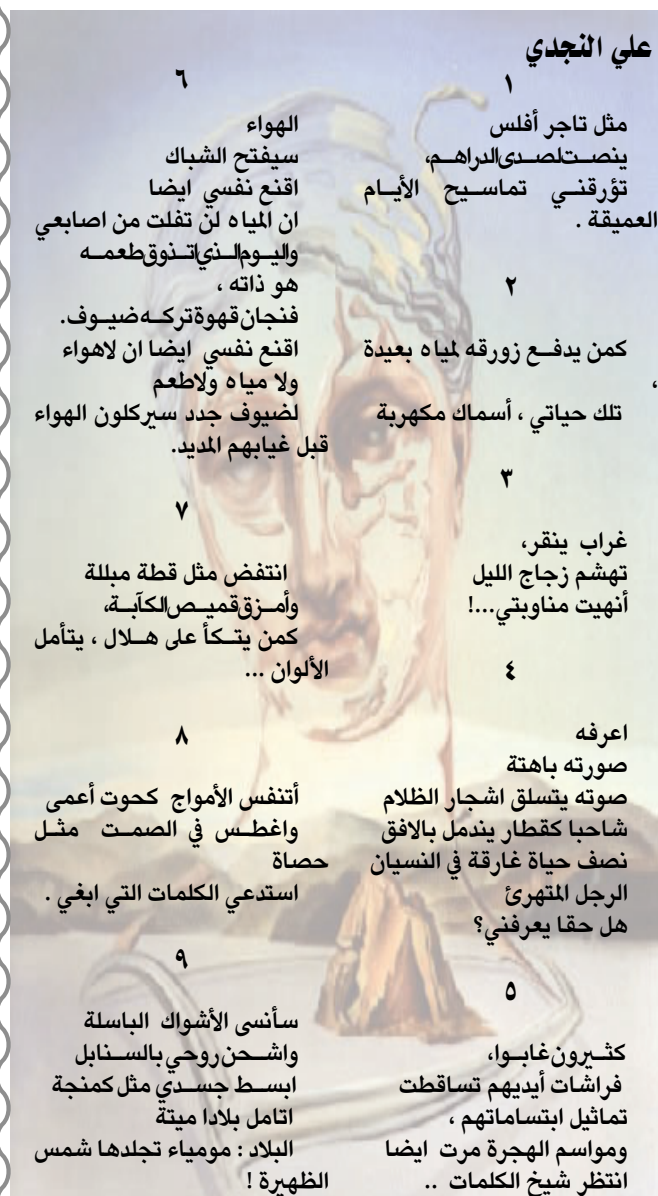 علي النجدي
١
مثل تاجر أفلس
ينصت لصدى الدراهم،
تؤرقني تماسيح الأيام
العميقة .
٢
كمن يدفع زورقه لمياه بعيدة
،
تلك حياتي ، أسماك مكهربة
٣
غراب ينقر،
تهشم زجاج الليل
أنهيت مناوبتي...!
٤
اعرفه
صورته باهتة
صوته يتسلق اشجار الظلام
شاحبا كقطار يندمل بالافق
نصف حياة غارقة في النسيان
الرجل المتهرئ
هل حقا يعرفني؟
٥
كثيرون غابوا،
فراشات أيديهم تساقطت
تماثيل ابتساماتهم ،
ومواسم الهجرة مرت ايضا
انتظر شيخ الكلمات ..
٦
الهواء
سيفتح الشباك
اقنع نفسي ايضا
ان المياه لن تفلت من اصابعي
واليوم الذي اتذوق طعمه
هو ذاته ،
فنجان قهوة تركه ضيوف.
اقنع نفسي ايضا ان لاهواء
ولا مياه ولاطعم
لضيوف جدد سيركلون الهواء
قبل غيابهم المديد.
٧
انتفض مثل قطة مبللة
وأمزق قميص الكآبة،
كمن يتكأ على هلال ، يتأمل
الألوان ...
٨
أتنفس الأمواج كحوت أعمى
واغطس في الصمت مثل
حصاة
استدعي الكلمات التي ابغي .
٩
سأنسى الأشواك الباسلة
واشحن روحي بالسنابل
ابسط جسدي مثل كمنجة
اتامل بلادا ميتة
البلاد : مومياء تجلدها شمس
الظهيرة !